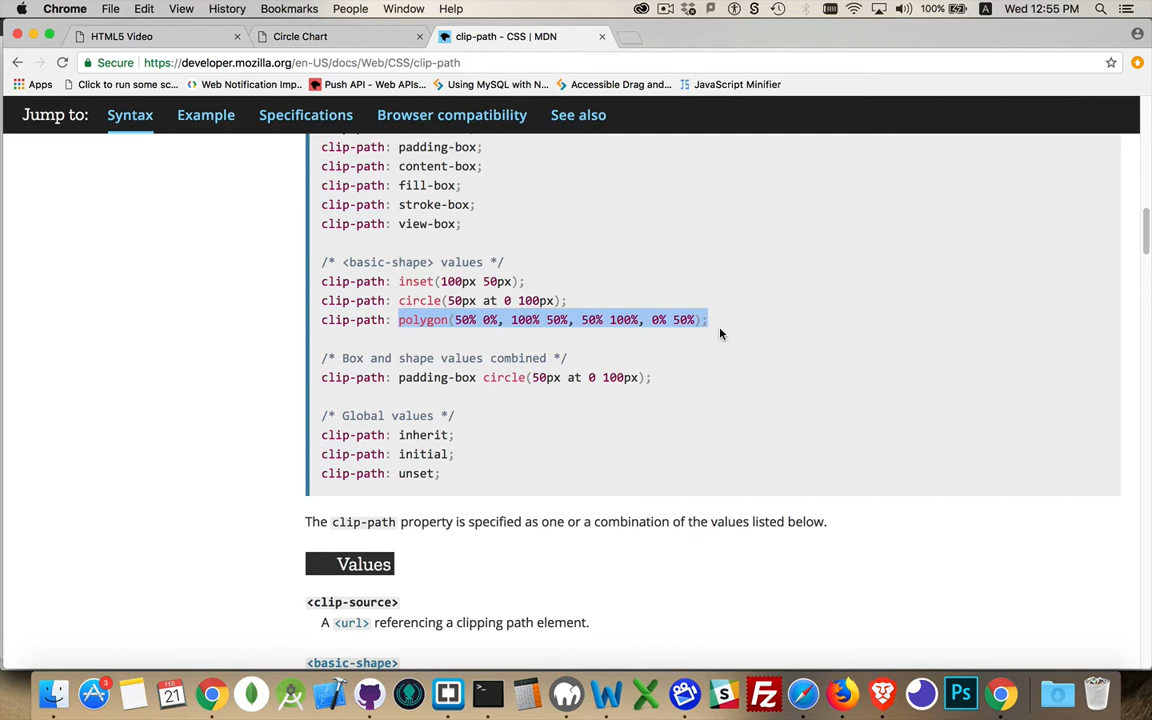 Chrome File Edit View History Bookmarks People Window Help
100% Wed 12:55 PM
HTML5 Video
Circle Chart
clip-path - CSS | MDN
Secure https://developer.mozilla.org/en-US/docs/Web/CSS/clip-path
Apps Click to run some sc... Web Notification Imp.. Push API - Web APIs... Using MySQL with N... Accessible Drag and... JavaScript Minifier
Jump to: Syntax Example Specifications Browser compatibility See also
clip-path: padding-box;
clip-path: content-box;
clip-path: fill-box;
clip-path: stroke-box;
clip-path: view-box;
/* <basic-shape> values */
clip-path: inset(100px 50px);
clip-path: circle(50px at 0 100px);
clip-path: polygon(50% 0%, 100% 50%, 50% 100%, 0% 50%);
/* Box and shape values combined */
clip-path: padding-box circle(50px at 0 100px);
/* Global values */
clip-path: inherit;
clip-path: initial;
clip-path: unset;
The clip-path property is specified as one or a combination of the values listed below.
Values
<clip-source>
A <url> referencing a clipping path element.
<basic-shape>
3
FEB
21
Ps